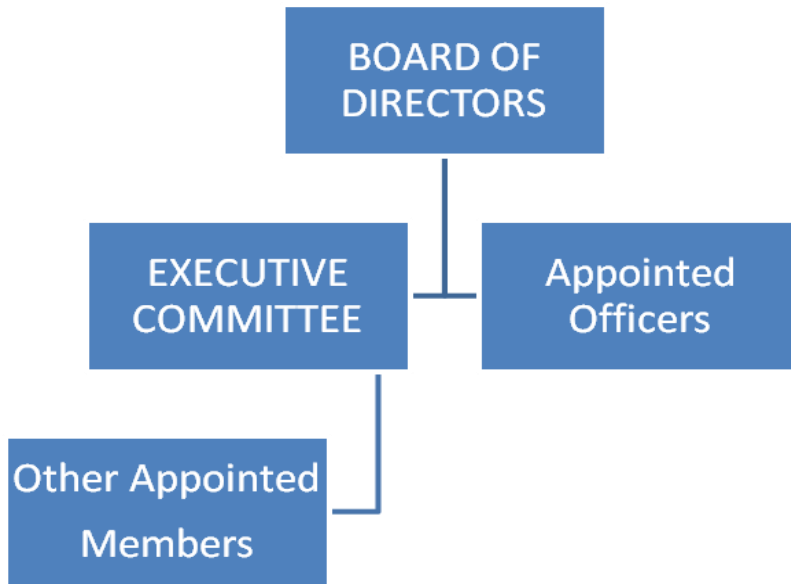 BOARD OF
DIRECTORS
EXECUTIVE
COMMITTEE
Appointed
Officers
Other Appointed
Members